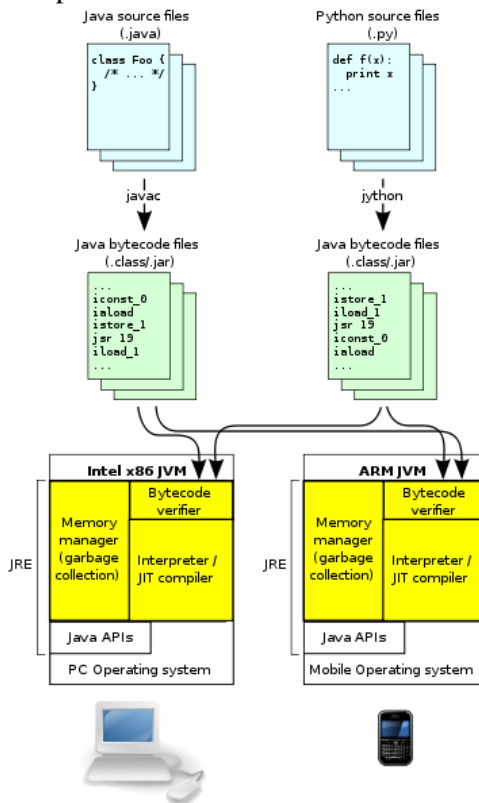 Java source files
(.java)
class Foo {
/* ... */
}
Python source files
(.py)
def f(x):
print x
...
javac
jython
Java bytecode files
(.class/.jar)
...
iconst_0
iaload
istore_1
jsr 19
iload_1
...
Java bytecode files
(.class/.jar)
...
istore_1
iload_1
jsr 19
iconst_0
iaload
...
Intel x86 JVM
JRE
Memory
manager
(garbage
collection)
Bytecode
verifier
Interpreter /
JIT compiler
Java APIs
PC Operating system
ARM JVM
JRE
Memory
manager
(garbage
collection)
Bytecode
verifier
Interpreter /
JIT compiler
Java APIs
Mobile Operating system